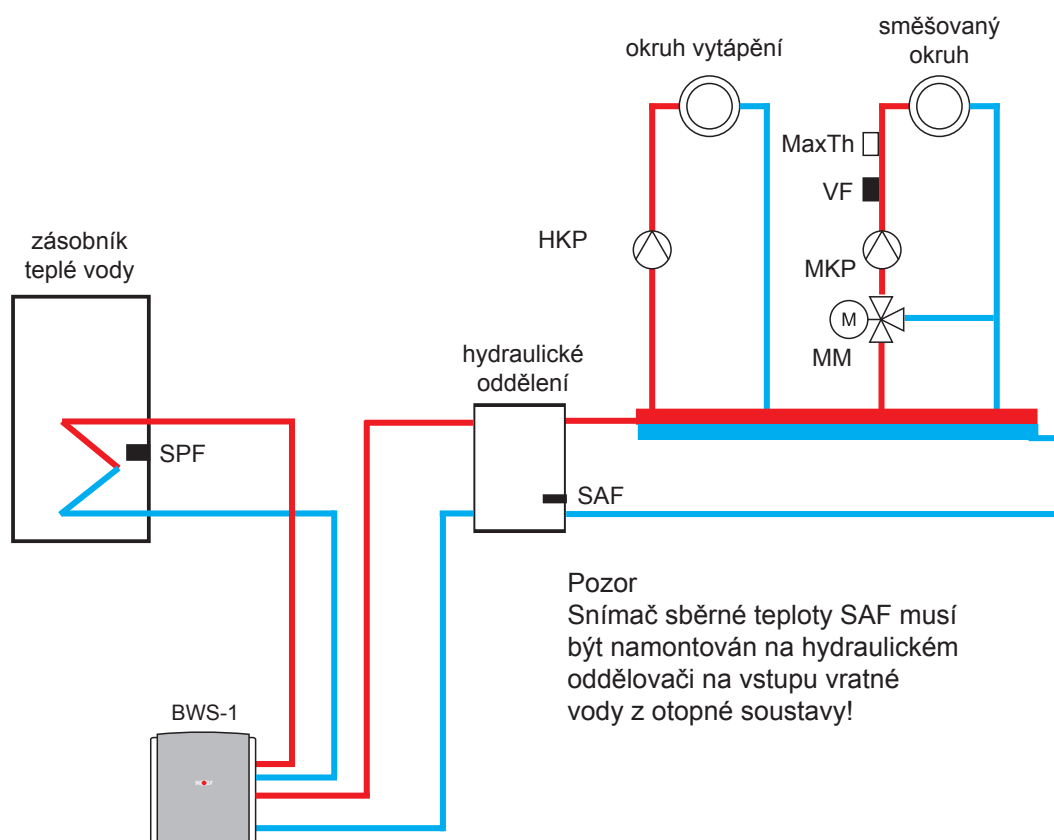 směšovaný
okruh
okruh vytápění
MaxTh
VF
HKP
MKP
M
MM
zásobník
teplé vody
hydraulické
oddělení
SPF
SAF
Pozor
Snímač sběrné teploty SAF musí
být namontován na hydraulickém
oddělovači na vstupu vratné
vody z otopné soustavy!
BWS-1